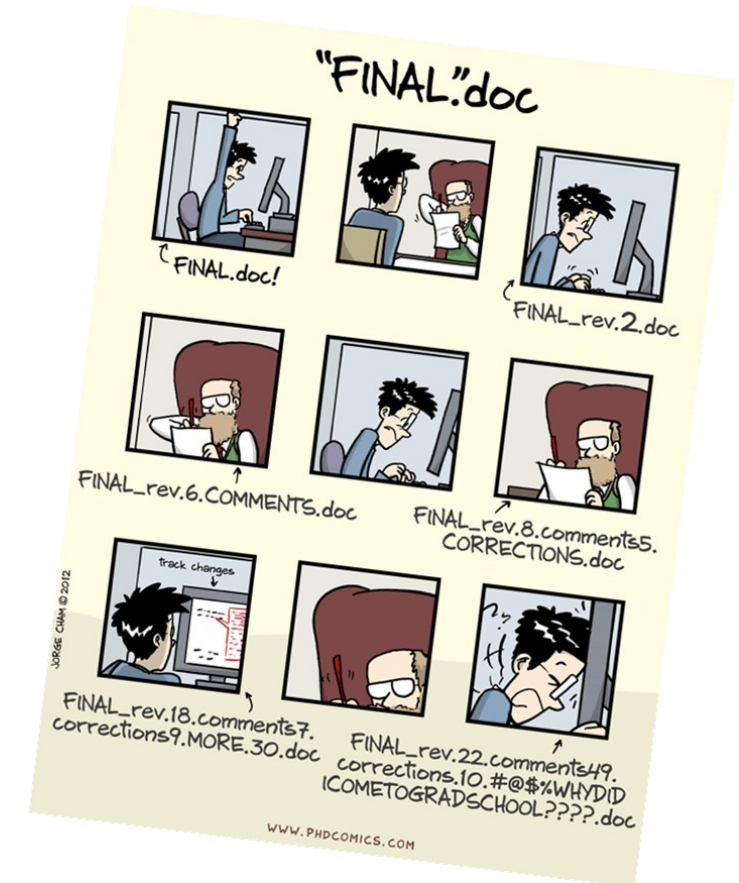 "FINAL".doc
FINAL.doc!
FINAL_rev.2.doc
FINAL_rev.6.COMMENTS.doc
FINAL_rev.8.comments5.
CORRECTIONS.doc
track changes
FINAL_rev.18.comments7.
corrections9.MORE.30.doc
FINAL_rev.22.comments49.
corrections.10.#@$%WHYDID
ICOMETOGRADSCHOOL????.doc
JORGE CHAM © 2012
WWW.PHDCOMICS.COM